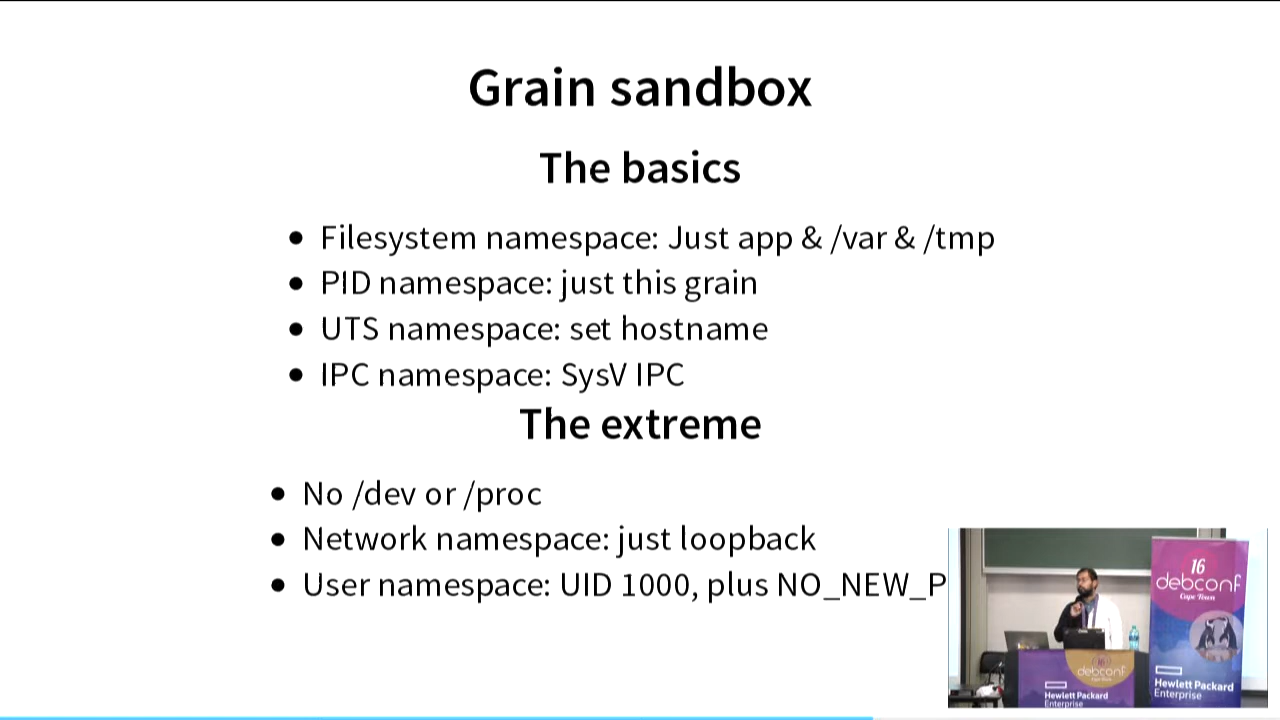 Grain sandbox
The basics
Filesystem namespace: Just app & /var & /tmp
PID namespace: just this grain
UTS namespace: set hostname
IPC namespace: SysV IPC
The extreme
No /dev or /proc
Network namespace: just loopback
User namespace: UID 1000, plus NO_NEW_P
16
debconf
Cape Town
Hewlett Packard
Enterprise
16
debconf
Hewlett Packard
Enterprise